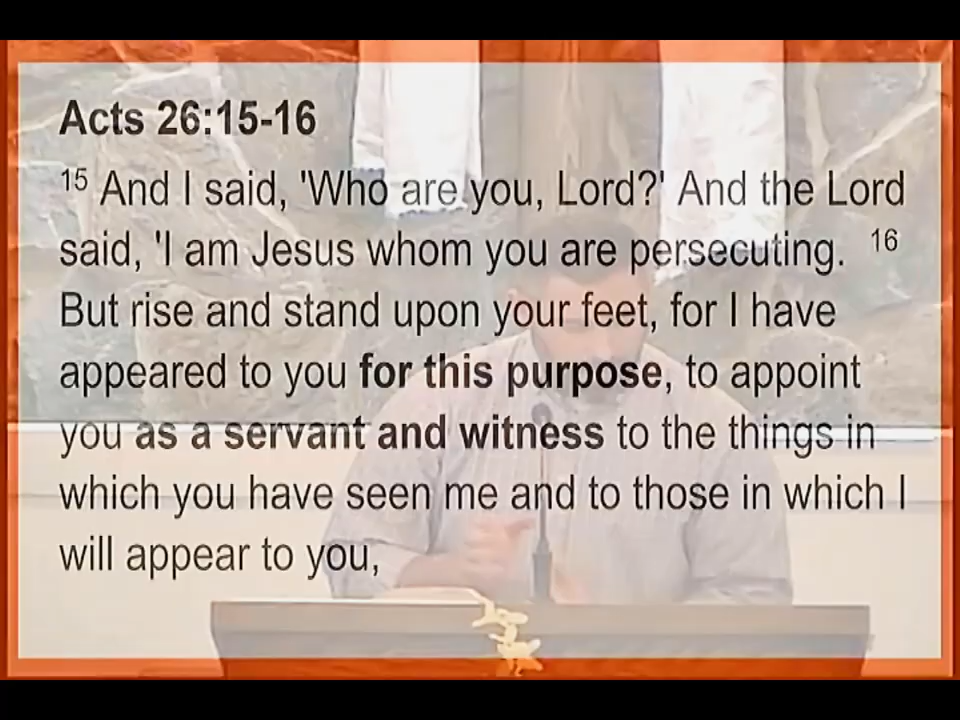 Acts 26:15-16
15 And I said, 'Who are you, Lord?' And the Lord
said, 'I am Jesus whom you are persecuting. 16
But rise and stand upon your feet, for I have
appeared to you for this purpose, to appoint
you as a servant and witness to the things in
which you have seen me and to those in which I
will appear to you,